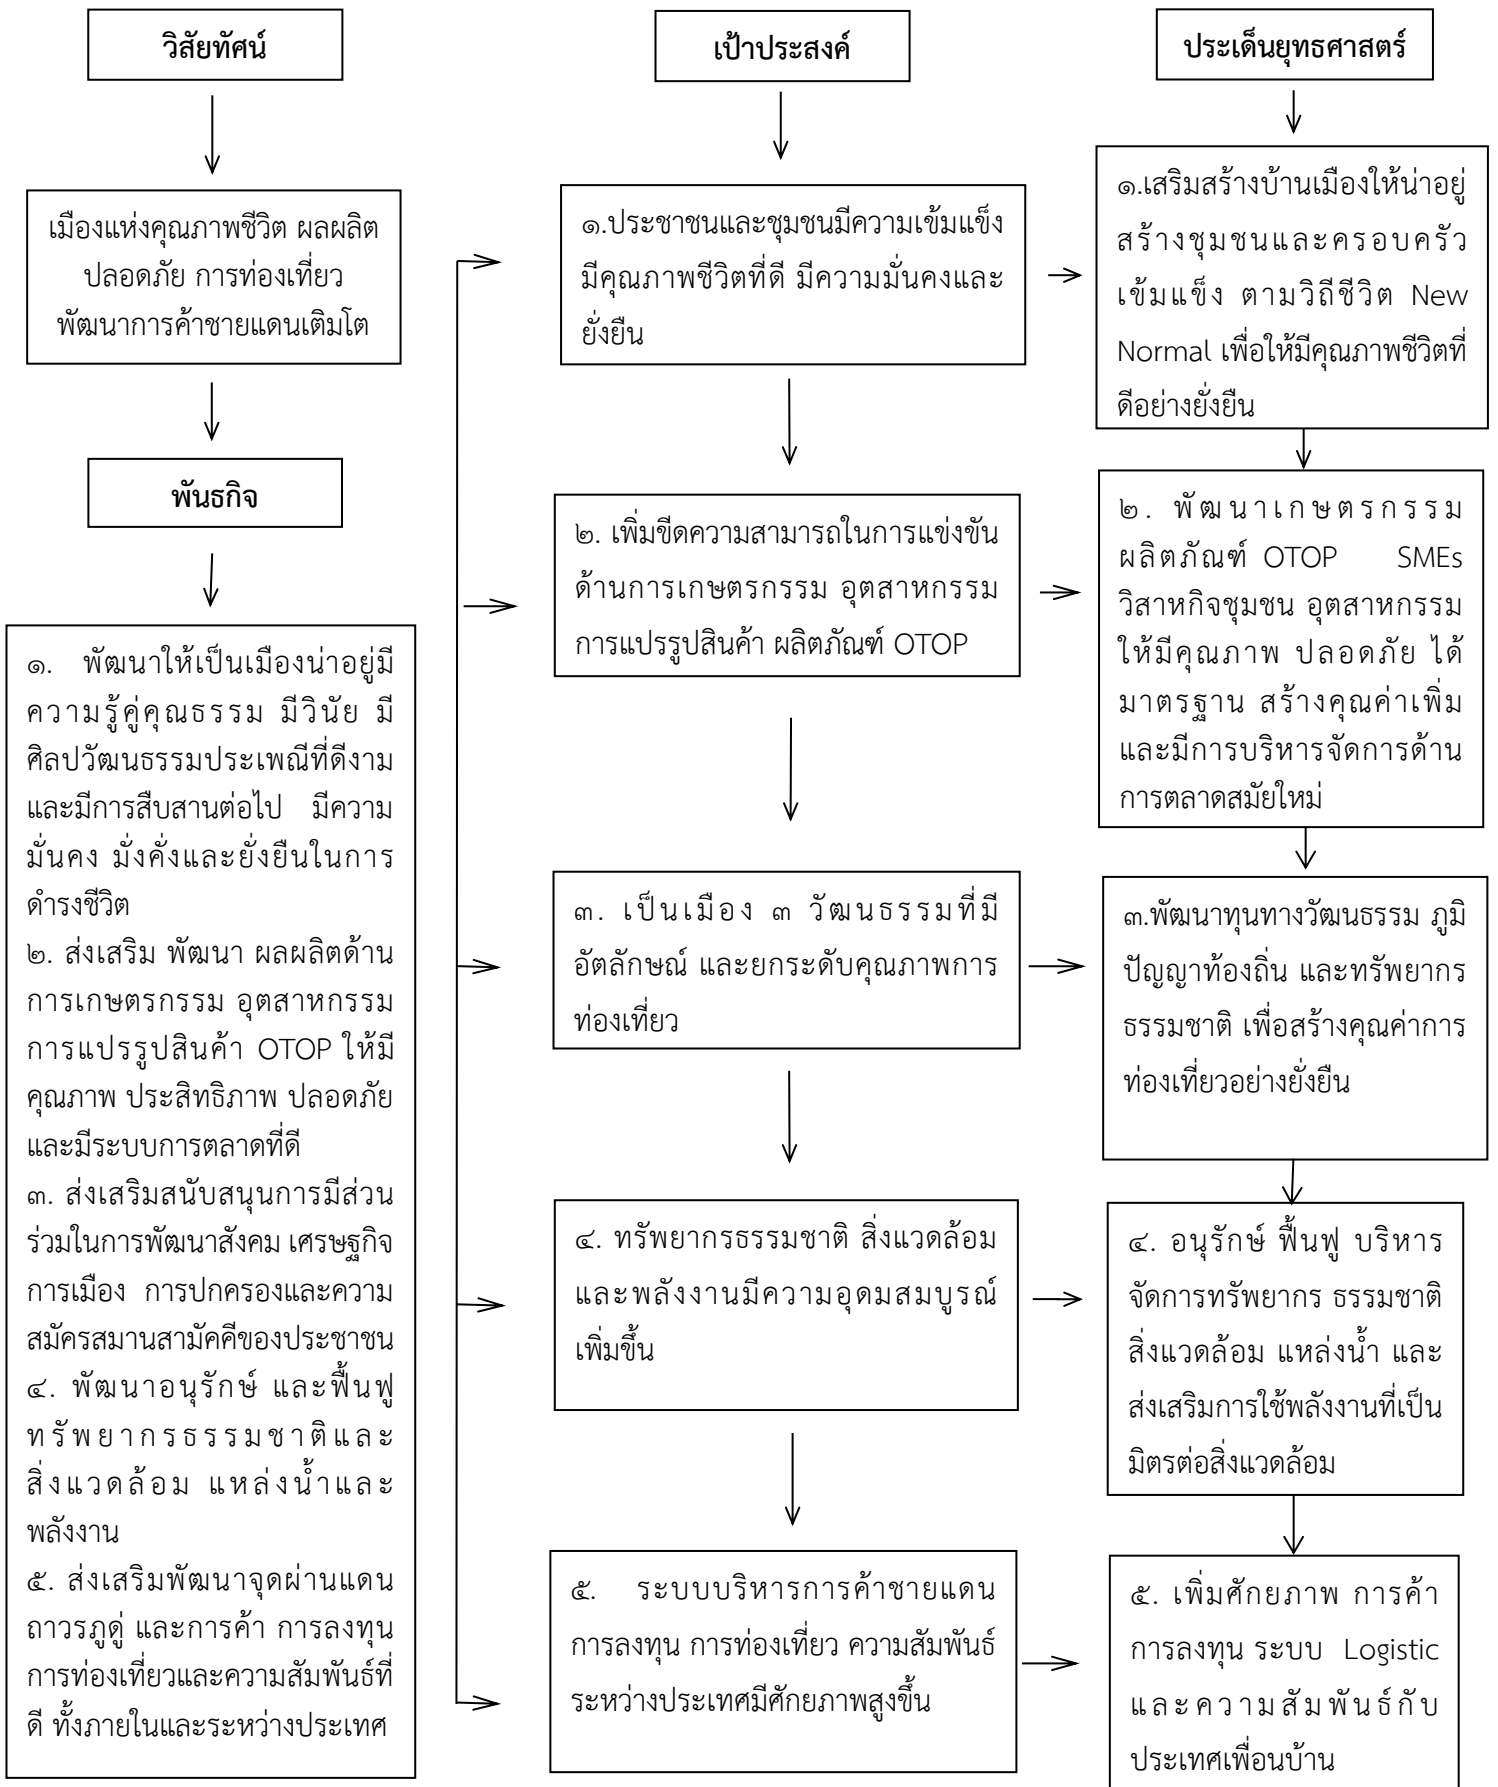 วิสัยทัศน์
เมืองแห่งคุณภาพชีวิต ผลผลิต
ปลอดภัย การท่องเที่ยว
พัฒนาการค้าชายแดนเติมโต
พันธกิจ
๑. พัฒนาให้เป็นเมืองน่าอยู่มี
ความรู้คู่คุณธรรม มีวินัย มี
ศิลปวัฒนธรรมประเพณีที่ดีงาม
และมีการสืบสานต่อไป มีความ
มั่นคง มั่งคั่งและยั่งยืนในการ
ดำรงชีวิต
๒. ส่งเสริม พัฒนา ผลผลิตด้าน
การเกษตรกรรม อุตสาหกรรม
การแปรรูปสินค้า OTOP ให้มี
คุณภาพ ประสิทธิภาพ ปลอดภัย
และมีระบบการตลาดที่ดี
๓. ส่งเสริมสนับสนุนการมีส่วน
ร่วมในการพัฒนาสังคม เศรษฐกิจ
การเมือง การปกครองและความ
สมัครสมานสามัคคีของประชาชน
๔. พัฒนาอนุรักษ์ และฟื้นฟู
ทรัพยากรธรรมชาติและ
สิ่งแวดล้อม แหล่งน้ำและ
พลังงาน
๕. ส่งเสริมพัฒนาจุดผ่านแดน
ถาวรภูดู่ และการค้า การลงทุน
การท่องเที่ยวและความสัมพันธ์ที่
ดี ทั้งภายในและระหว่างประเทศ
เป้าประสงค์
๑.ประชาชนและชุมชนมีความเข้มแข็ง
มีคุณภาพชีวิตที่ดี มีความมั่นคงและ
ยั่งยืน
๒. เพิ่มขีดความสามารถในการแข่งขัน
ด้านการเกษตรกรรม อุตสาหกรรม
การแปรรูปสินค้า ผลิตภัณฑ์ OTOP
๓. เป็นเมือง ๓ วัฒนธรรมที่มี
อัตลักษณ์ และยกระดับคุณภาพการ
ท่องเที่ยว
๔. ทรัพยากรธรรมชาติ สิ่งแวดล้อม
และพลังงานมีความอุดมสมบูรณ์
เพิ่มขึ้น
๕. ระบบบริหารการค้าชายแดน
การลงทุน การท่องเที่ยว ความสัมพันธ์
ระหว่างประเทศมีศักยภาพสูงขึ้น
ประเด็นยุทธศาสตร์
๑.เสริมสร้างบ้านเมืองให้น่าอยู่
สร้างชุมชนและครอบครัว
เข้มแข็ง ตามวิถีชีวิต New
Normal เพื่อให้มีคุณภาพชีวิตที่
ดีอย่างยั่งยืน
๒. พัฒนาเกษตรกรรม
ผลิตภัณฑ์ OTOP SMEs
วิสาหกิจชุมชน อุตสาหกรรม
ให้มีคุณภาพ ปลอดภัย ได้
มาตรฐาน สร้างคุณค่าเพิ่ม
และมีการบริหารจัดการด้าน
การตลาดสมัยใหม่
๓.พัฒนาทุนทางวัฒนธรรม ภูมิ
ปัญญาท้องถิ่น และทรัพยากร
ธรรมชาติ เพื่อสร้างคุณค่าการ
ท่องเที่ยวอย่างยั่งยืน
๔. อนุรักษ์ ฟื้นฟู บริหาร
จัดการทรัพยากร ธรรมชาติ
สิ่งแวดล้อม แหล่งน้ำ และ
ส่งเสริมการใช้พลังงานที่เป็น
มิตรต่อสิ่งแวดล้อม
๕. เพิ่มศักยภาพ การค้า
การลงทุน ระบบ Logistic
และความสัมพันธ์กับ
ประเทศเพื่อนบ้าน